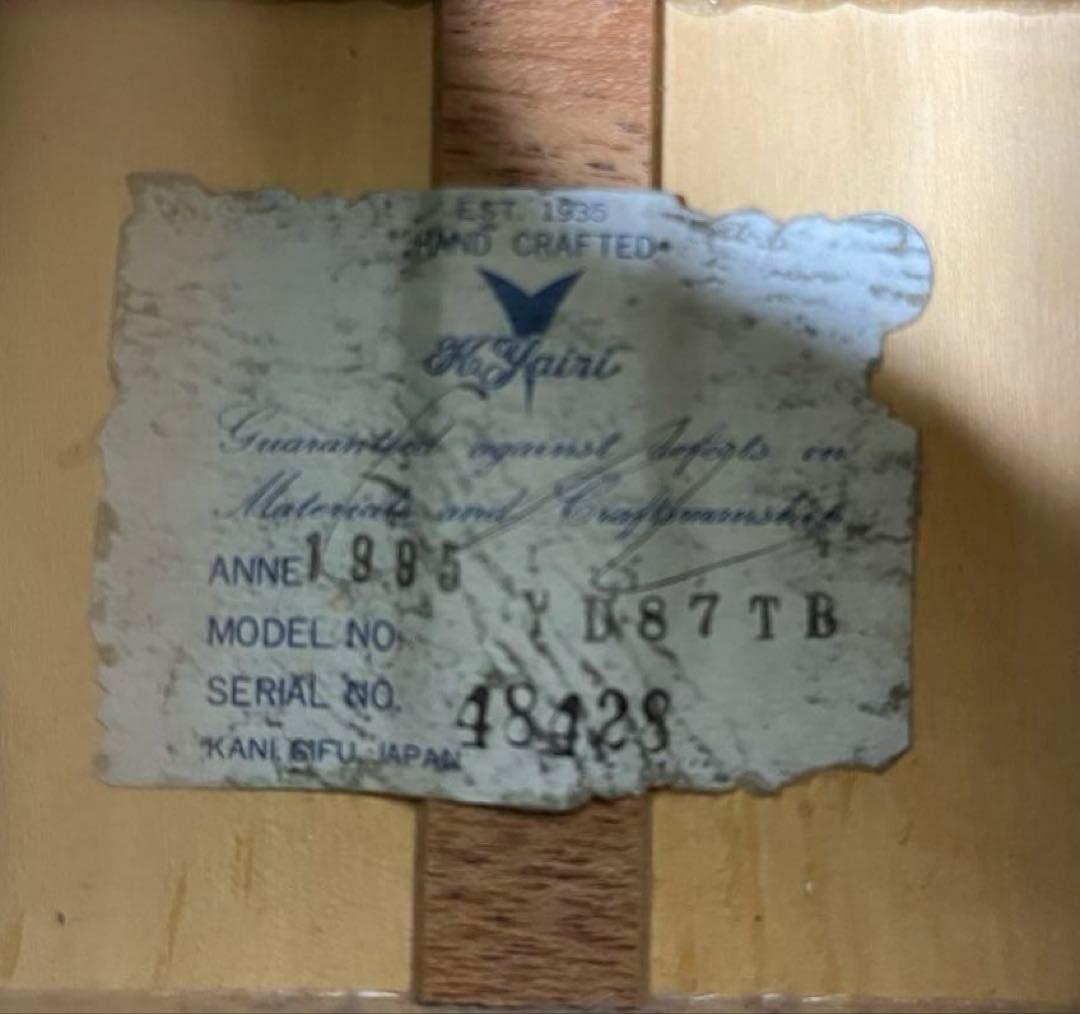 EST. 1935
*HAND CRAFTED*
K.Yairi
Guaranteed against defects in
Materials and Craftsmanship
ANNE 1995
MODEL NO. YD87TB
SERIAL NO. 48428
KANI, GIFU, JAPAN